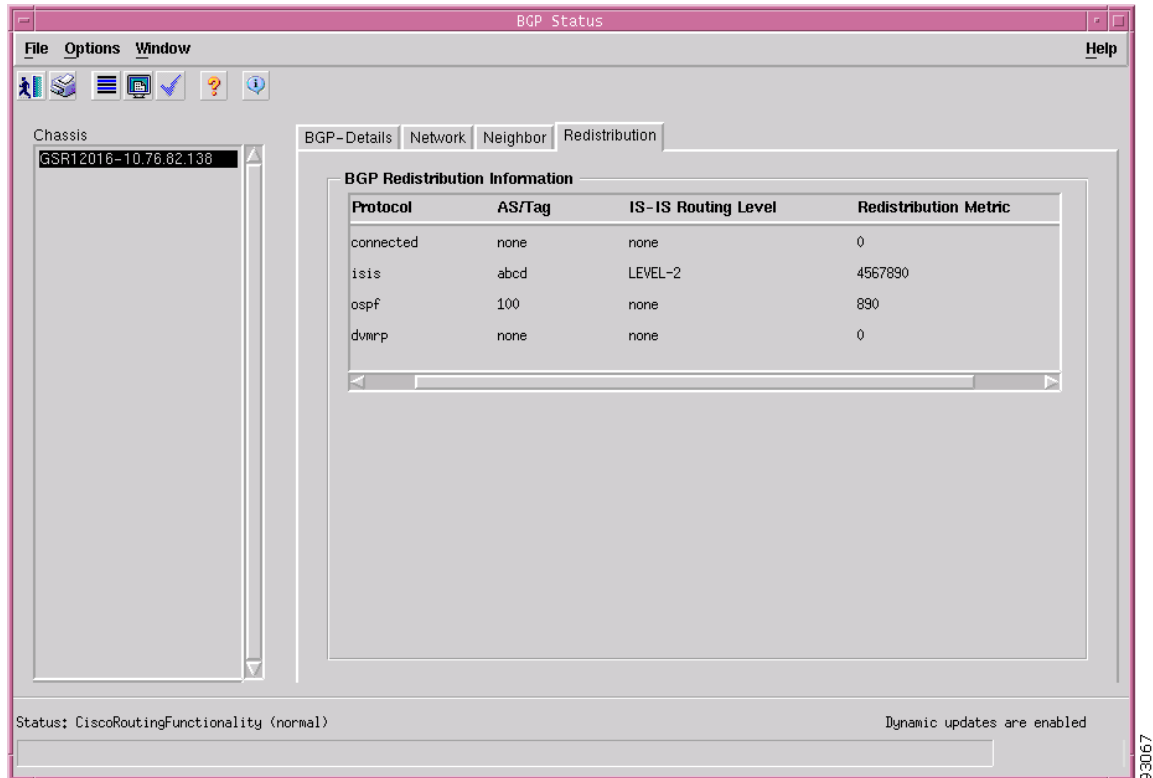 BGP Status
File Options Window Help
Chassis
GSR12016-10.76.82.138
BGP-Details Network Neighbor Redistribution
BGP Redistribution Information
Protocol AS/Tag IS-IS Routing Level Redistribution Metric
connected none none 0
isis abcd LEVEL-2 4567890
ospf 100 none 890
dvmrp none none 0
Status: CiscoRoutingFunctionality (normal) Dynamic updates are enabled
93067